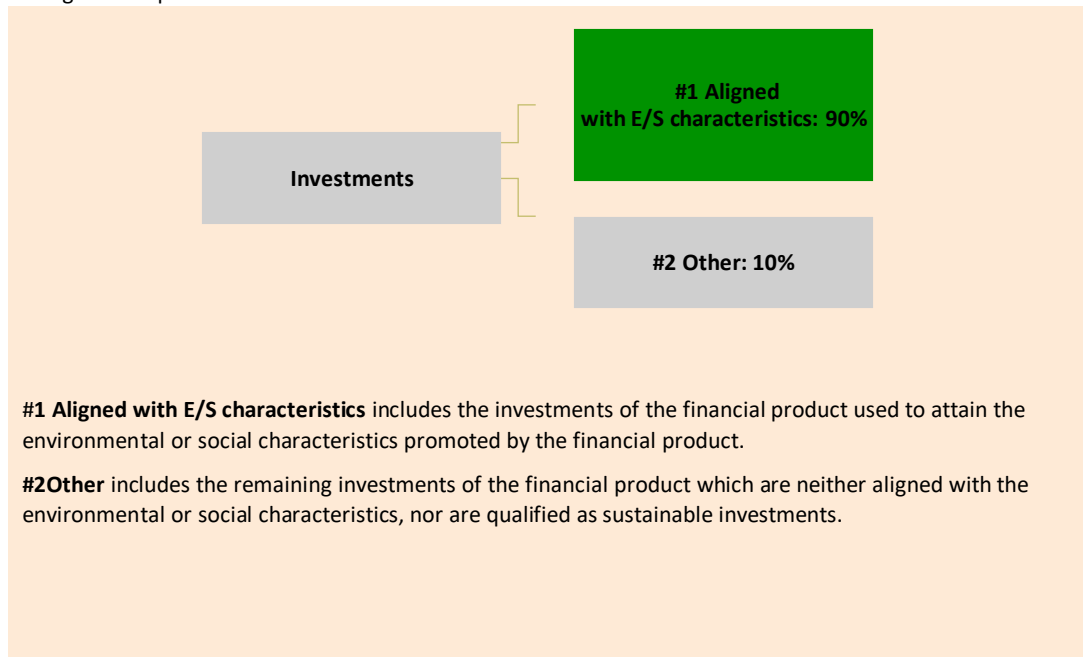 #1 Aligned
with E/S characteristics: 90%
Investments
#2 Other: 10%
#1 Aligned with E/S characteristics includes the investments of the financial product used to attain the
environmental or social characteristics promoted by the financial product.
#2Other includes the remaining investments of the financial product which are neither aligned with the
environmental or social characteristics, nor are qualified as sustainable investments.